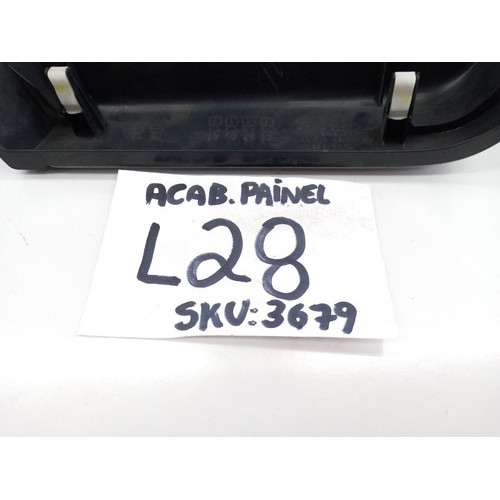 ACAB. PAINEL
L28
SKU: 3679